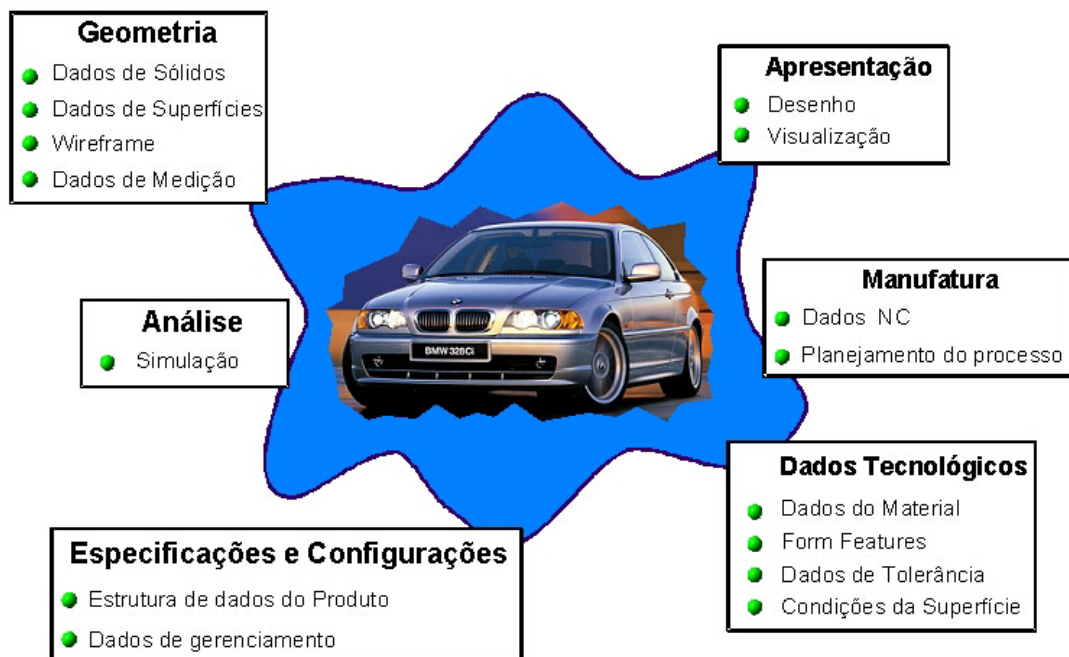 Geometria
Dados de Sólidos
Dados de Superfícies
Wireframe
Dados de Medição
Apresentação
Desenho
Visualização
Análise
Simulação
BMW 328Ci
Manufatura
Dados NC
Planejamento do processo
Dados Tecnológicos
Dados do Material
Form Features
Dados de Tolerância
Condições da Superfície
Especificações e Configurações
Estrutura de dados do Produto
Dados de gerenciamento